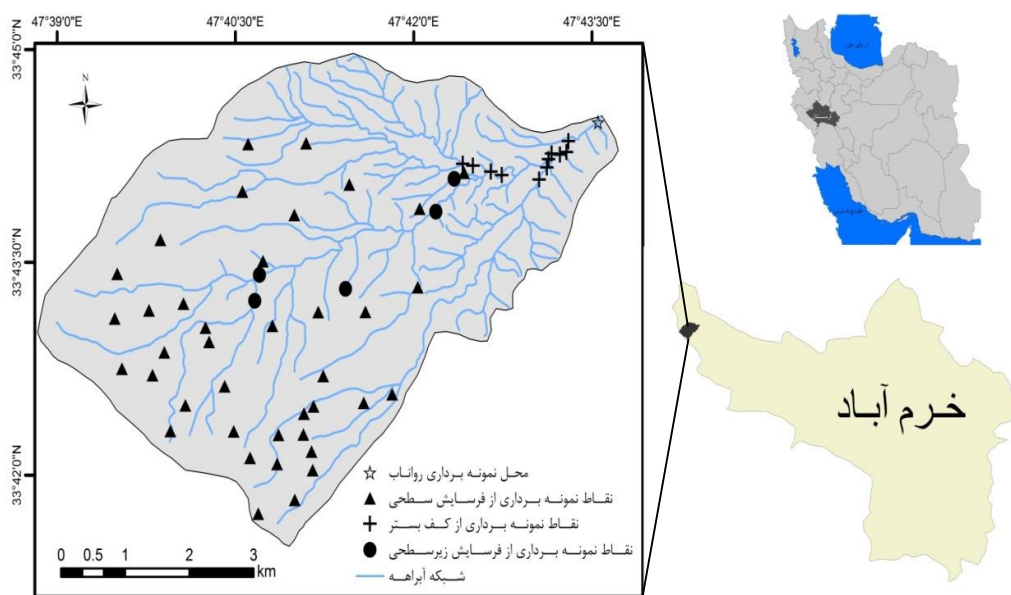 47°39'0"E
47°40'30"E
47°42'0"E
47°43'30"E
33°45'0"N
33°43'30"N
33°42'0"N
N
محل نمونه برداری رواناب
نقاط نمونه برداری از فرسایش سطحی
نقاط نمونه برداری از کف بستر
نقاط نمونه برداری از فرسایش زیرسطحی
شبکه آبراهه
0 0.5 1 2 3
km
خرم آباد